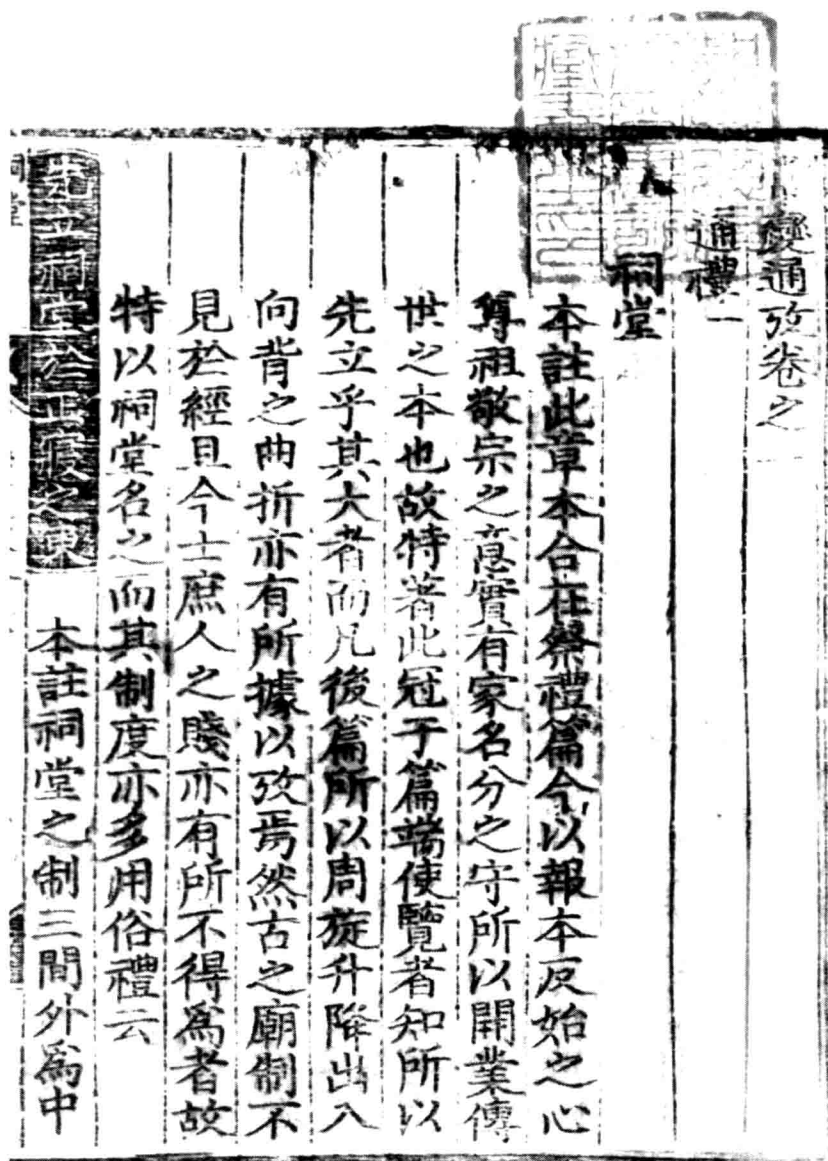 變通攷卷之一
通禮一
祠堂
本註此章本合在祭禮篇今以報本反始之心
尊祖敬宗之意實有家名分之守所以開業傳
世之本也故特著此冠于篇端使覽者知所以
先立乎其大者而凡後篇所以周旋升降出入
向背之曲折亦有所據以攷焉然古之廟制不
見於經且今士庶人之賤亦有所不得爲者故
特以祠堂名之而其制度亦多用俗禮云
先立祠堂於正寢之東 本註祠堂之制三間外爲中
祠堂